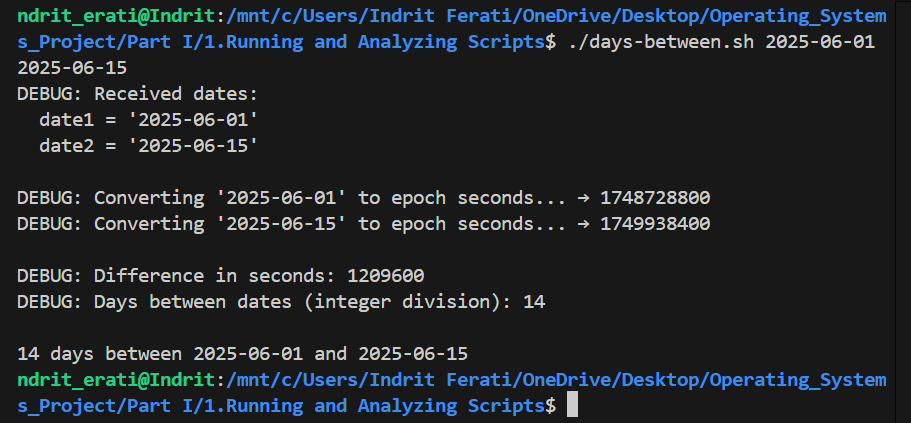 ndrit_erati@Indrit:/mnt/c/Users/Indrit Ferati/OneDrive/Desktop/Operating_System
s_Project/Part I/1.Running and Analyzing Scripts$ ./days-between.sh 2025-06-01
2025-06-15
DEBUG: Received dates:
  date1 = '2025-06-01'
  date2 = '2025-06-15'

DEBUG: Converting '2025-06-01' to epoch seconds... → 1748728800
DEBUG: Converting '2025-06-15' to epoch seconds... → 1749938400

DEBUG: Difference in seconds: 1209600
DEBUG: Days between dates (integer division): 14

14 days between 2025-06-01 and 2025-06-15
ndrit_erati@Indrit:/mnt/c/Users/Indrit Ferati/OneDrive/Desktop/Operating_System
s_Project/Part I/1.Running and Analyzing Scripts$